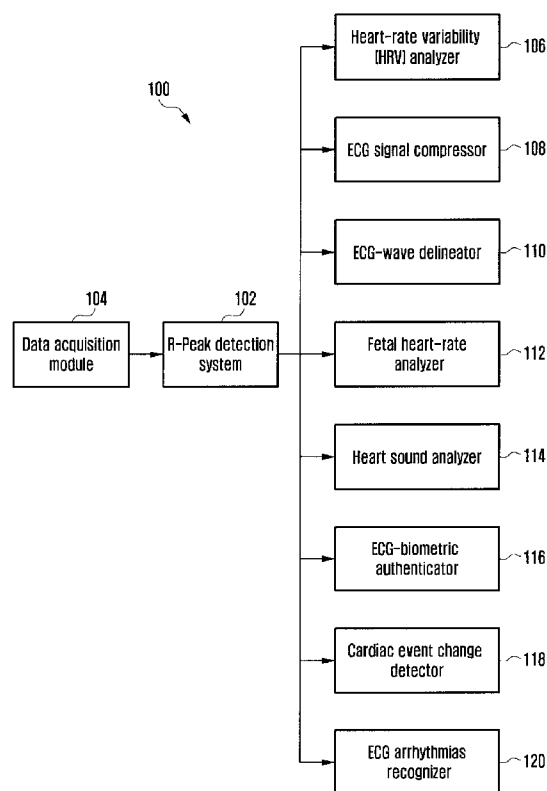 100
104
Data acquisition
module
102
R-Peak detection
system
Heart-rate variability
(HRV) analyzer
106
ECG signal compressor
108
ECG-wave delineator
110
Fetal heart-rate
analyzer
112
Heart sound analyzer
114
ECG-biometric
authenticator
116
Cardiac event change
detector
118
ECG arrhythmias
recognizer
120